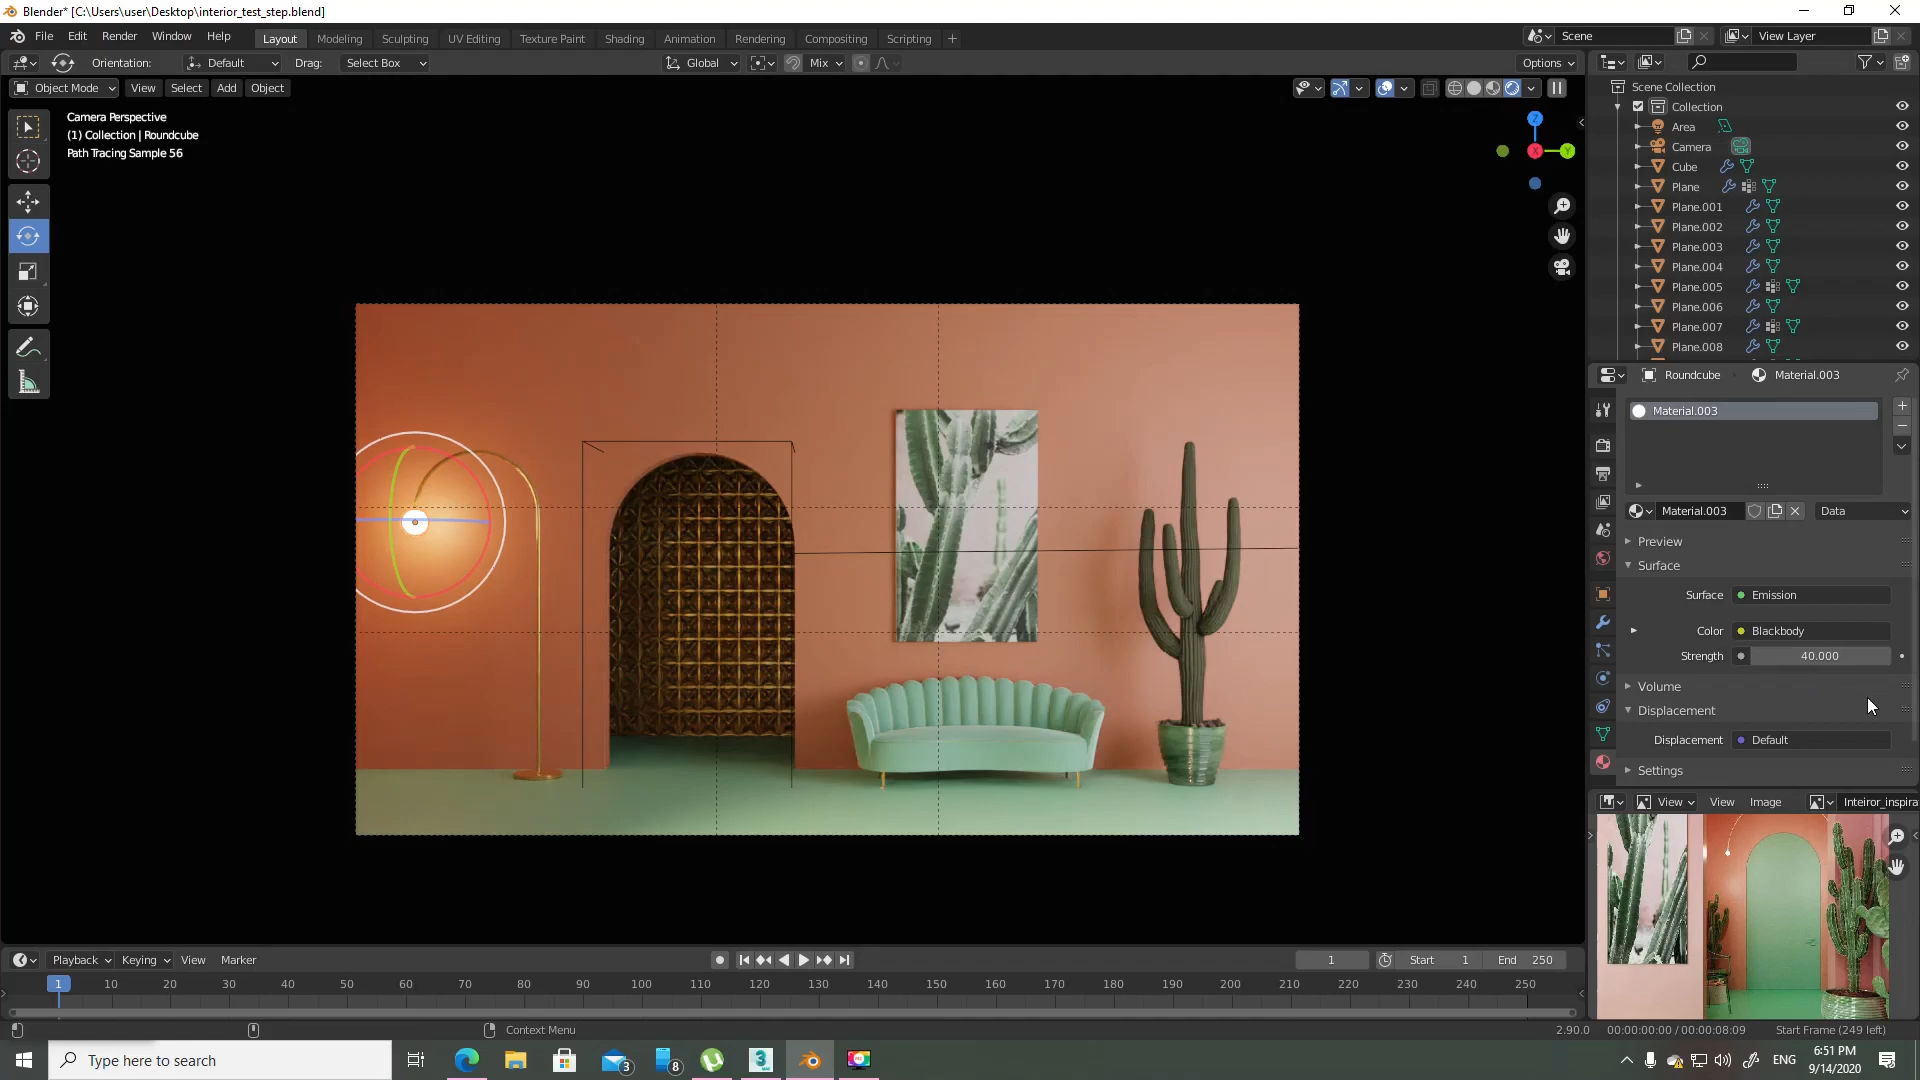 Blender* [C:\Users\user\Desktop\interior_test_step.blend]
File Edit Render Window Help
Layout Modeling Sculpting UV Editing Texture Paint Shading Animation Rendering Compositing Scripting
Scene
View Layer
Orientation: Default Drag: Select Box
Global Mix
Options
Object Mode View Select Add Object
Camera Perspective
(1) Collection | Roundcube
Path Tracing Sample 56
Z
X
Y
Scene Collection
Collection
Area
Camera
Cube
Plane
Plane.001
Plane.002
Plane.003
Plane.004
Plane.005
Plane.006
Plane.007
Plane.008
Roundcube Material.003
Material.003
Material.003 Data
Preview
Surface
Surface Emission
Color Blackbody
Strength 40.000
Volume
Displacement
Displacement Default
Settings
View View Image Inteiror_inspira
Playback Keying View Marker
1 Start 1 End 250
1 10 20 30 40 50 60 70 80 90 100 110 120 130 140 150 160 170 180 190 200 210 220 230 240 250
Context Menu
2.90.0 00:00:00:00 / 00:00:08:09 Start Frame (249 left)
Type here to search
3
8
3
ENG
6:51 PM
9/14/2020